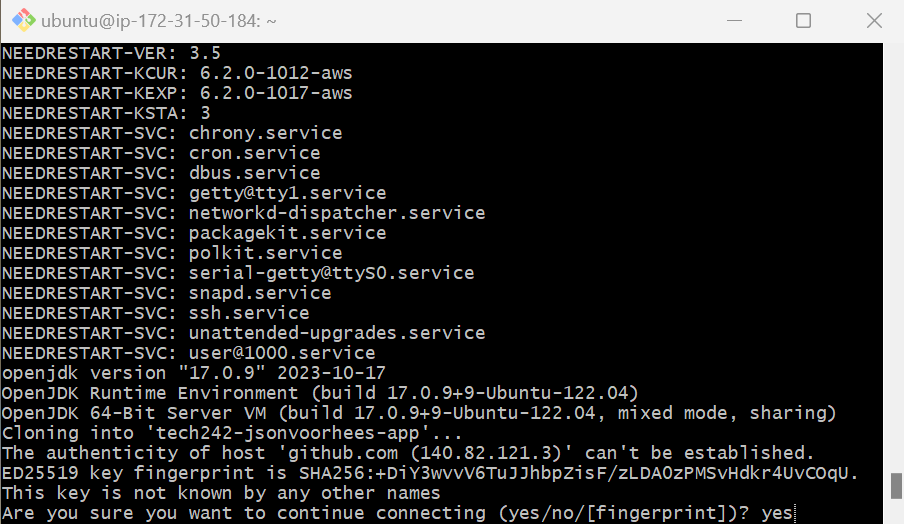 ubuntu@ip-172-31-50-184: ~
NEEDRESTART-VER: 3.5
NEEDRESTART-KCUR: 6.2.0-1012-aws
NEEDRESTART-KEXP: 6.2.0-1017-aws
NEEDRESTART-KSTA: 3
NEEDRESTART-SVC: chrony.service
NEEDRESTART-SVC: cron.service
NEEDRESTART-SVC: dbus.service
NEEDRESTART-SVC: getty@tty1.service
NEEDRESTART-SVC: networkd-dispatcher.service
NEEDRESTART-SVC: packagekit.service
NEEDRESTART-SVC: polkit.service
NEEDRESTART-SVC: serial-getty@ttyS0.service
NEEDRESTART-SVC: snapd.service
NEEDRESTART-SVC: ssh.service
NEEDRESTART-SVC: unattended-upgrades.service
NEEDRESTART-SVC: user@1000.service
openjdk version "17.0.9" 2023-10-17
OpenJDK Runtime Environment (build 17.0.9+9-Ubuntu-122.04)
OpenJDK 64-Bit Server VM (build 17.0.9+9-Ubuntu-122.04, mixed mode, sharing)
Cloning into 'tech242-jsonvoorhees-app'...
The authenticity of host 'github.com (140.82.121.3)' can't be established.
ED25519 key fingerprint is SHA256:+DiY3wvvV6TuJJhbpZisF/zLDA0zPMSvHdkr4UvCOqU.
This key is not known by any other names
Are you sure you want to continue connecting (yes/no/[fingerprint])? yes